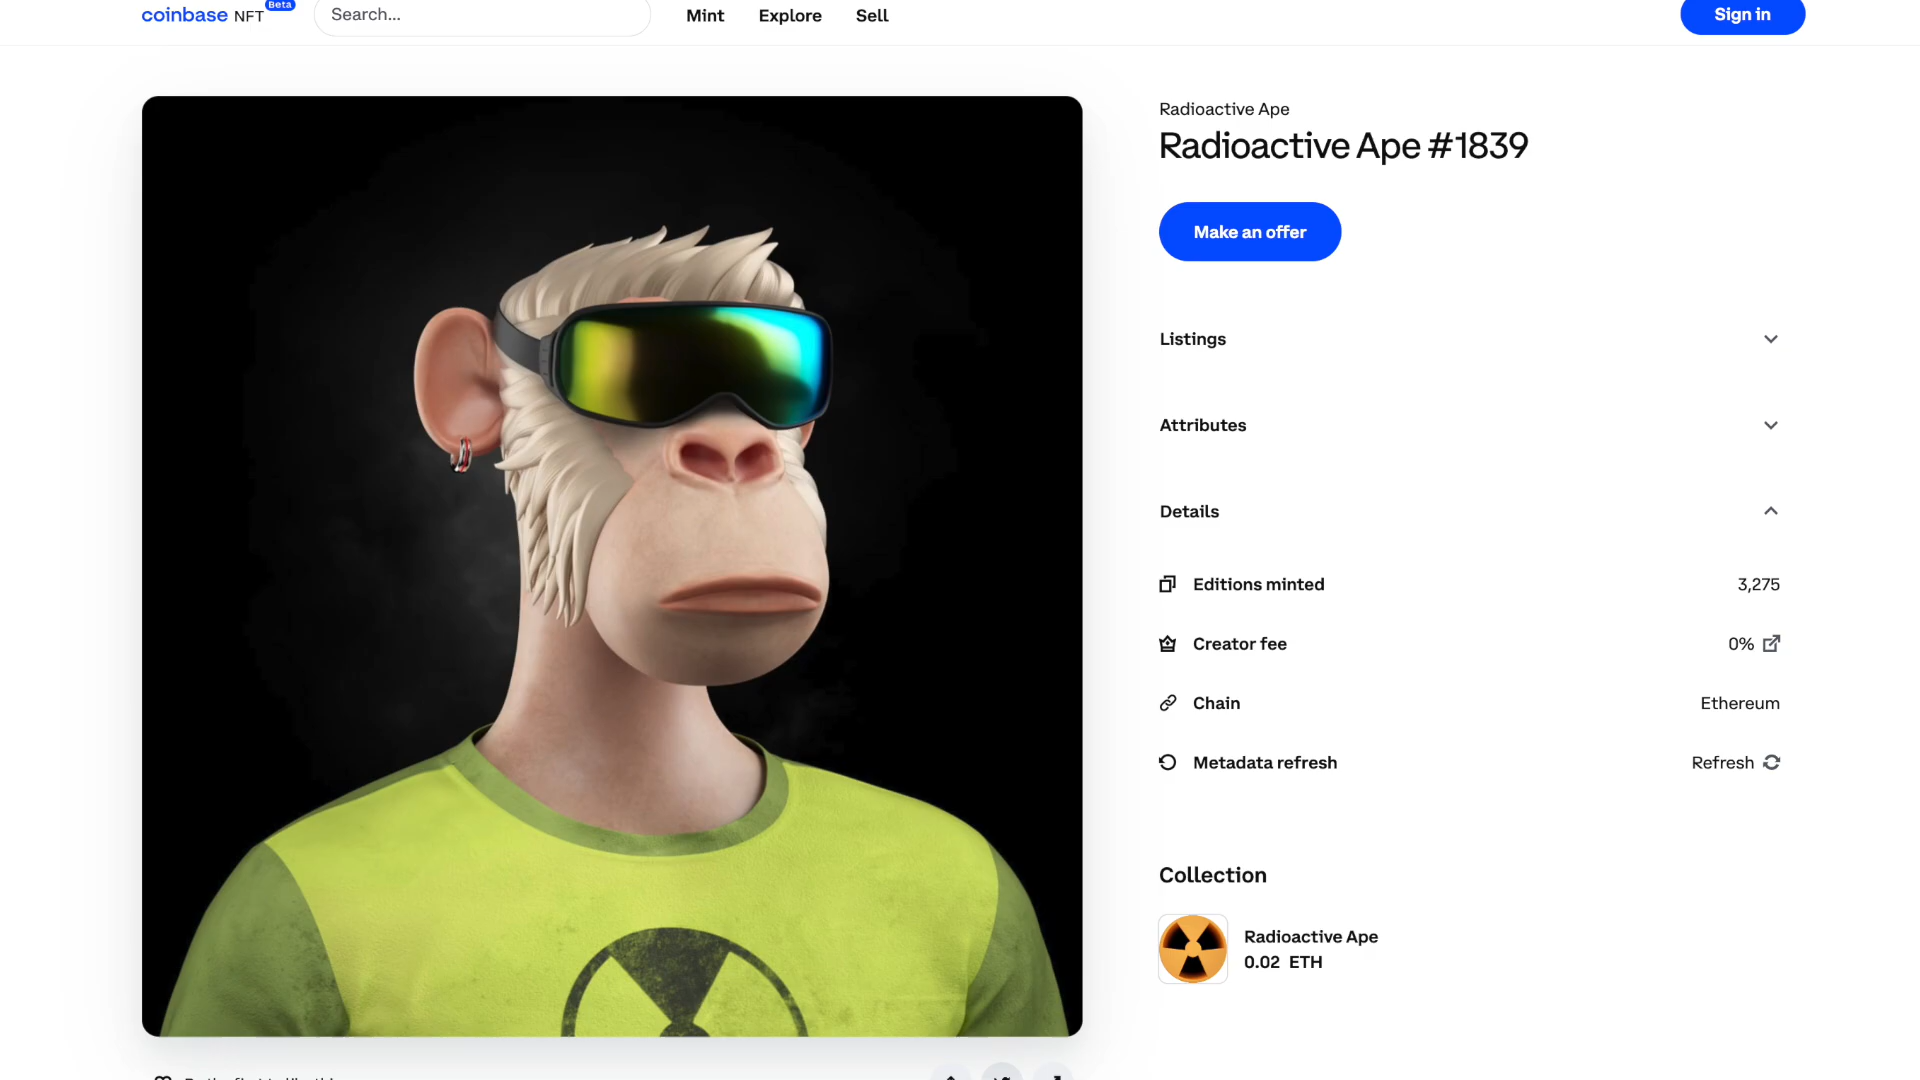 coinbase NFT Beta
Search...
Mint
Explore
Sell
Sign in
Radioactive Ape
Radioactive Ape #1839
Make an offer
Listings
Attributes
Details
Editions minted 3,275
Creator fee 0%
Chain Ethereum
Metadata refresh Refresh
Collection
Radioactive Ape
0.02 ETH